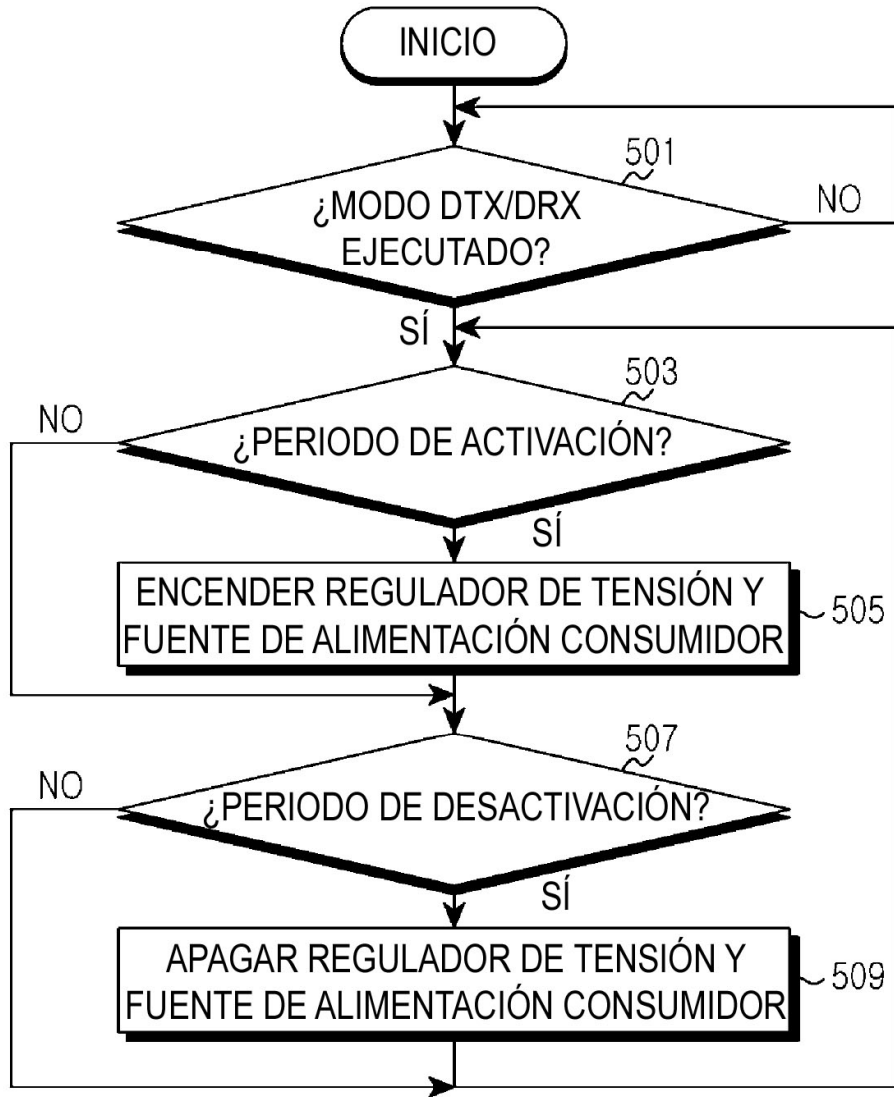 INICIO
501
¿MODO DTX/DRX
EJECUTADO?
NO
SÍ
503
NO
¿PERIODO DE ACTIVACIÓN?
SÍ
ENCENDER REGULADOR DE TENSIÓN Y
FUENTE DE ALIMENTACIÓN CONSUMIDOR
505
507
NO
¿PERIODO DE DESACTIVACIÓN?
SÍ
APAGAR REGULADOR DE TENSIÓN Y
FUENTE DE ALIMENTACIÓN CONSUMIDOR
509